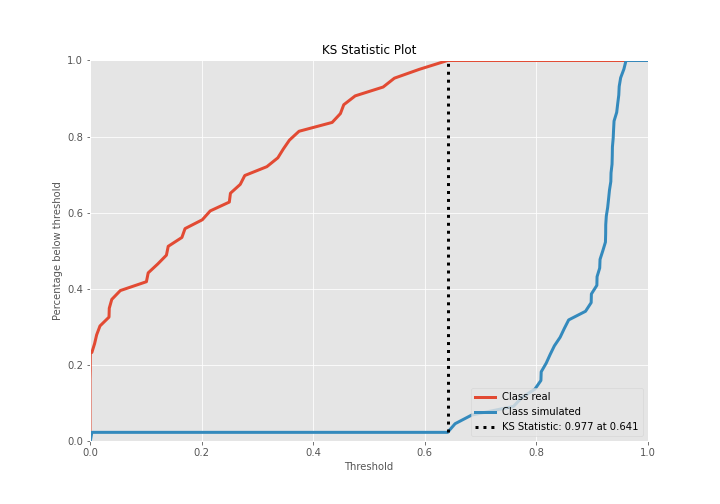 KS Statistic Plot
1.0
0.8
0.6
0.4
0.2
0.0
Percentage below threshold
Class real
Class simulated
KS Statistic: 0.977 at 0.641
0.0 0.2 0.4 0.6 0.8 1.0
Threshold